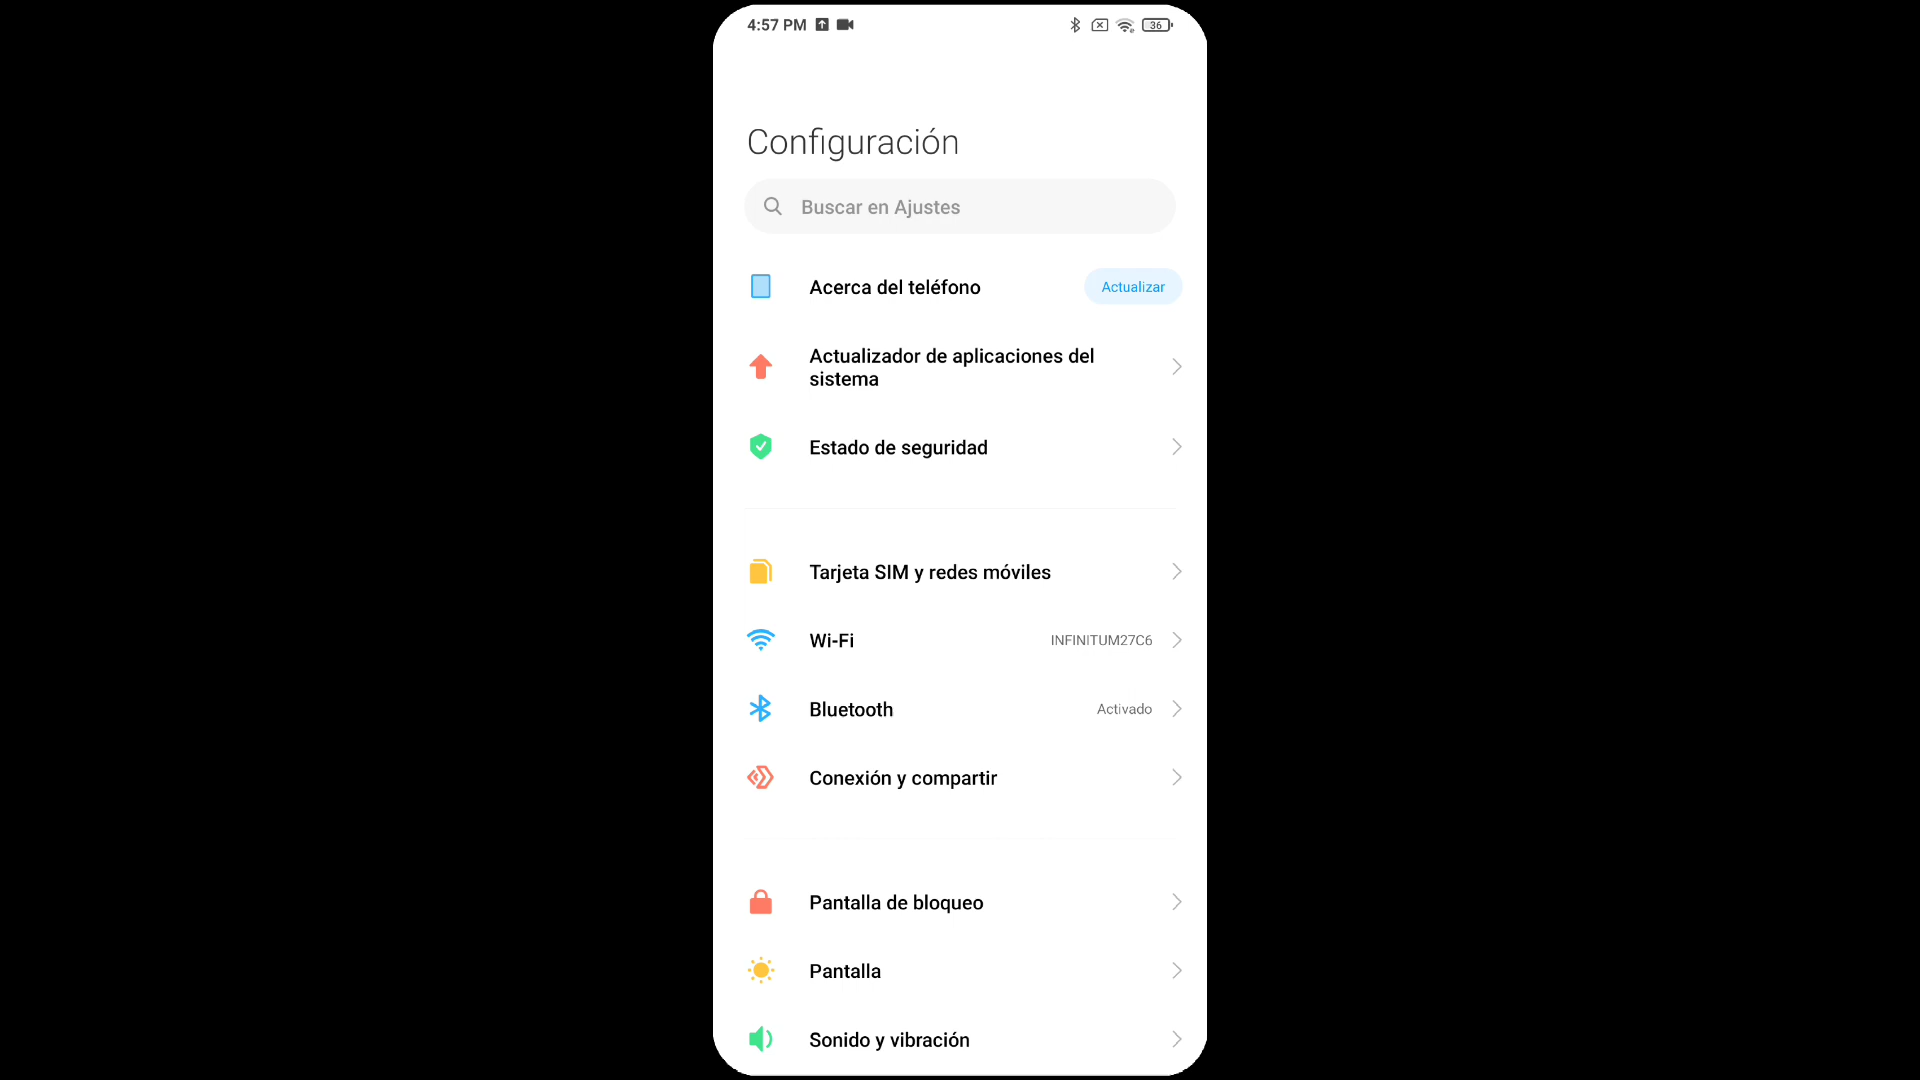 4:57 PM 36
Configuración
Buscar en Ajustes
Acerca del teléfono Actualizar
Actualizador de aplicaciones del
sistema
Estado de seguridad
Tarjeta SIM y redes móviles
Wi-Fi INFINITUM27C6
Bluetooth Activado
Conexión y compartir
Pantalla de bloqueo
Pantalla
Sonido y vibración